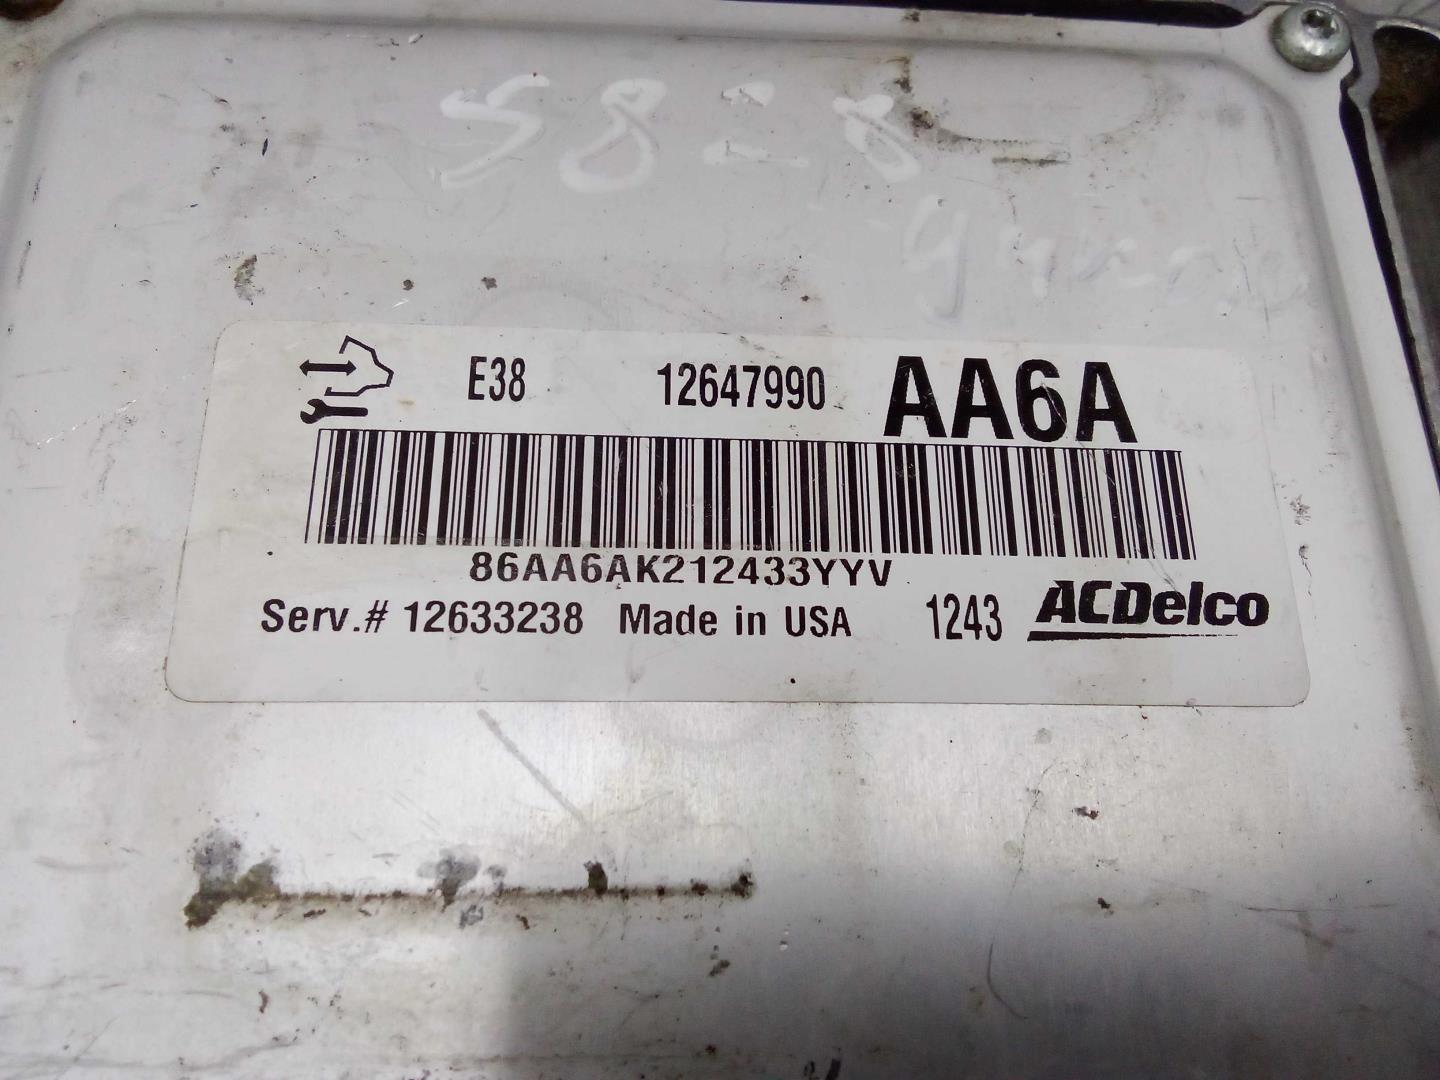 E38 12647990 AA6A
86AA6AK212433YYV
Serv.# 12633238 Made in USA 1243 ACDelco